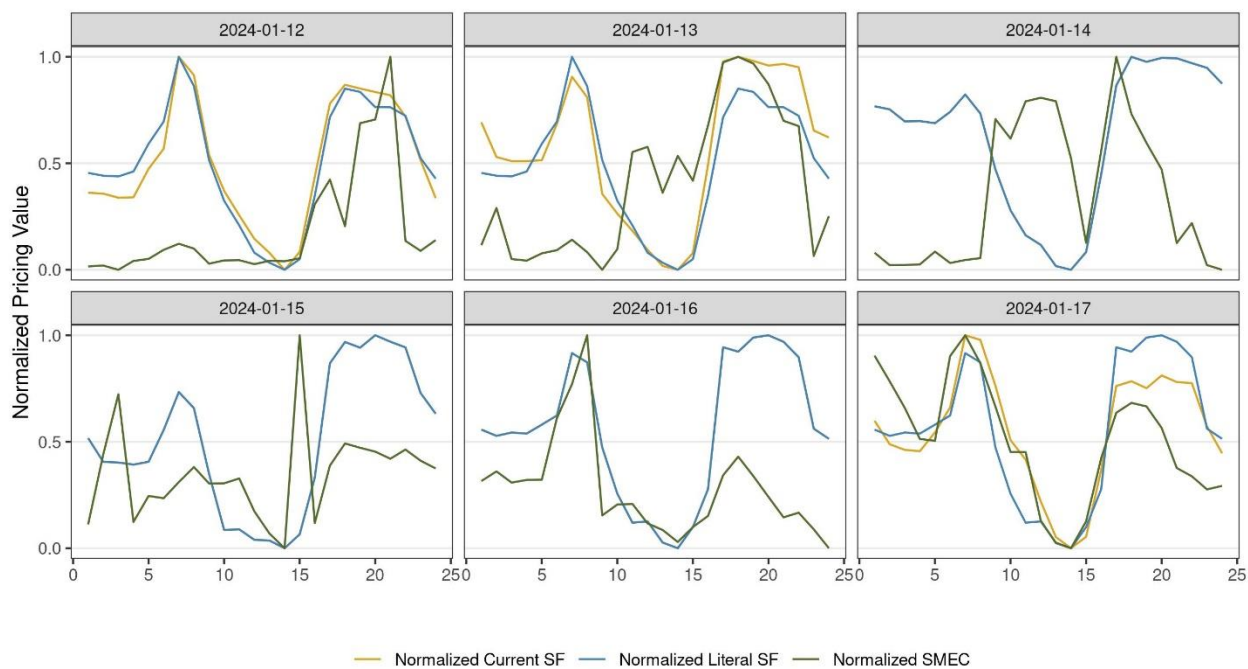 2024-01-12 2024-01-13 2024-01-14
1.0
0.5
0.0
2024-01-15 2024-01-16 2024-01-17
1.0
0.5
0.0
0 5 10 15 20 25 0 5 10 15 20 25 0 5 10 15 20 25
Normalized Pricing Value
Normalized Current SF Normalized Literal SF Normalized SMEC